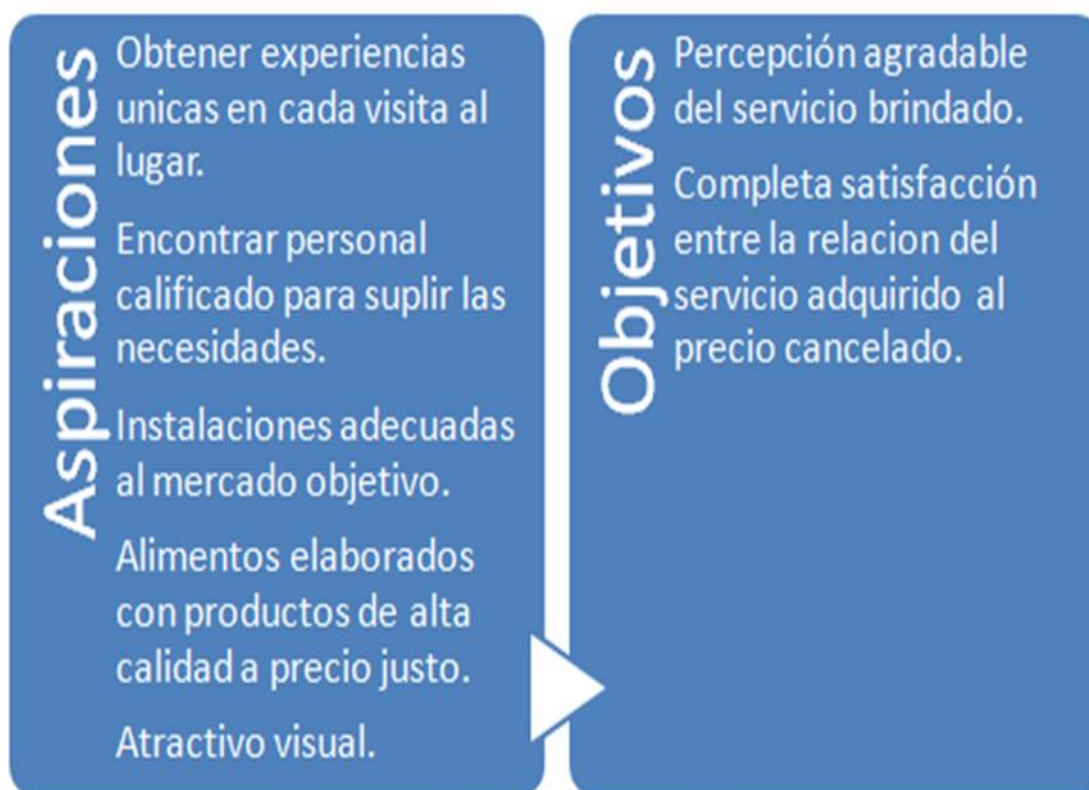 Aspiraciones
Obtener experiencias
unicas en cada visita al
lugar.
Encontrar personal
calificado para suplir las
necesidades.
Instalaciones adecuadas
al mercado objetivo.
Alimentos elaborados
con productos de alta
calidad a precio justo.
Atractivo visual.
Objetivos
Percepción agradable
del servicio brindado.
Completa satisfacción
entre la relacion del
servicio adquirido al
precio cancelado.